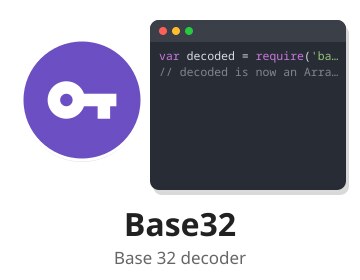 var decoded = require('ba…
// decoded is now an Arra…
Base32
Base 32 decoder